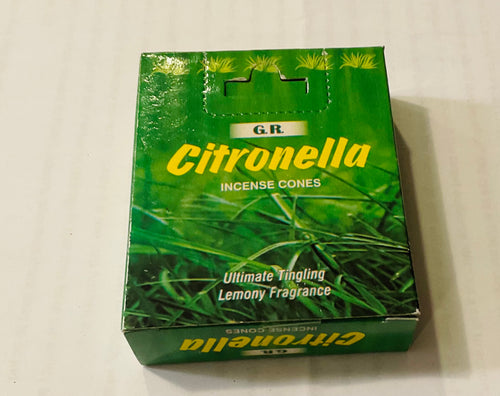 G.R.
Citronella
INCENSE CONES
Ultimate Tingling
Lemony Fragrance
INCENSE CONES
Citronella
G.R.